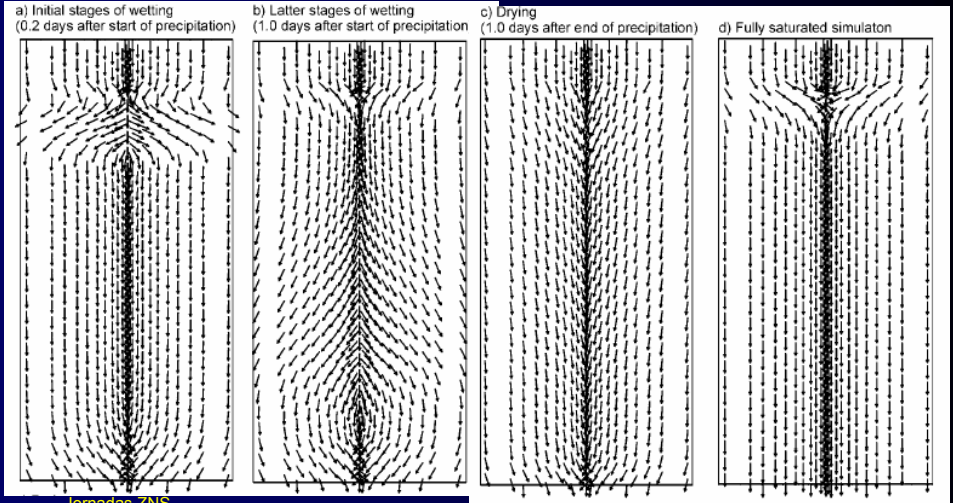 a) Initial stages of wetting
(0.2 days after start of precipitation)
b) Latter stages of wetting
(1.0 days after start of precipitation
c) Drying
(1.0 days after end of precipitation)
d) Fully saturated simulaton
Jornadas ZNS